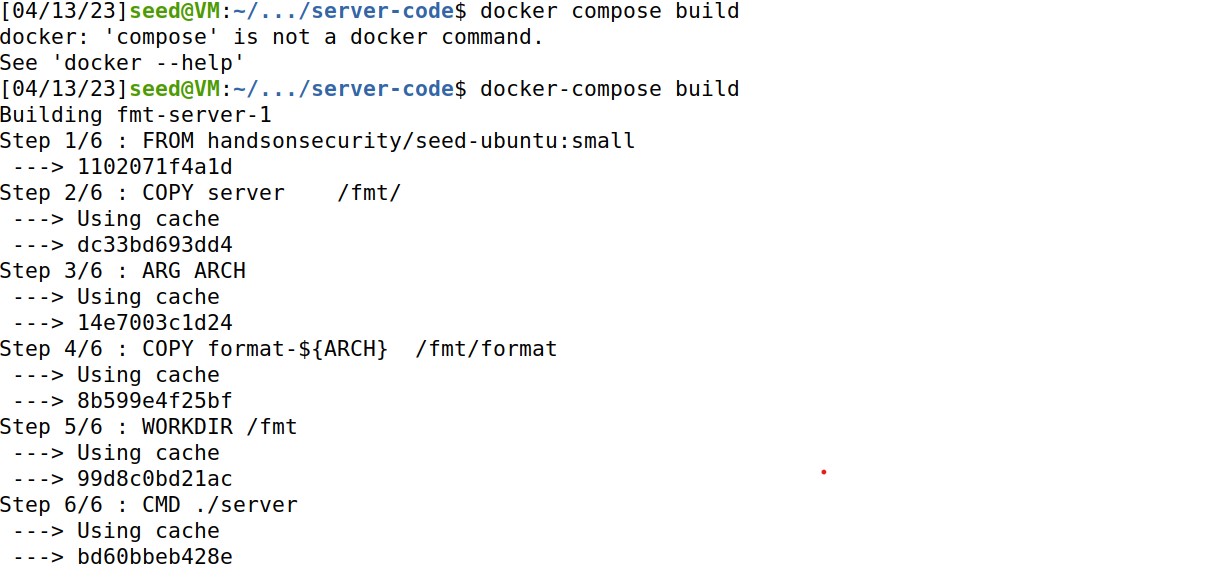 [04/13/23]seed@VM:~/.../server-code$ docker compose build
docker: 'compose' is not a docker command.
See 'docker --help'
[04/13/23]seed@VM:~/.../server-code$ docker-compose build
Building fmt-server-1
Step 1/6 : FROM handsonsecurity/seed-ubuntu:small
 ---> 1102071f4a1d
Step 2/6 : COPY server    /fmt/
 ---> Using cache
 ---> dc33bd693dd4
Step 3/6 : ARG ARCH
 ---> Using cache
 ---> 14e7003c1d24
Step 4/6 : COPY format-${ARCH}  /fmt/format
 ---> Using cache
 ---> 8b599e4f25bf
Step 5/6 : WORKDIR /fmt
 ---> Using cache
 ---> 99d8c0bd21ac
Step 6/6 : CMD ./server
 ---> Using cache
 ---> bd60bbeb428e